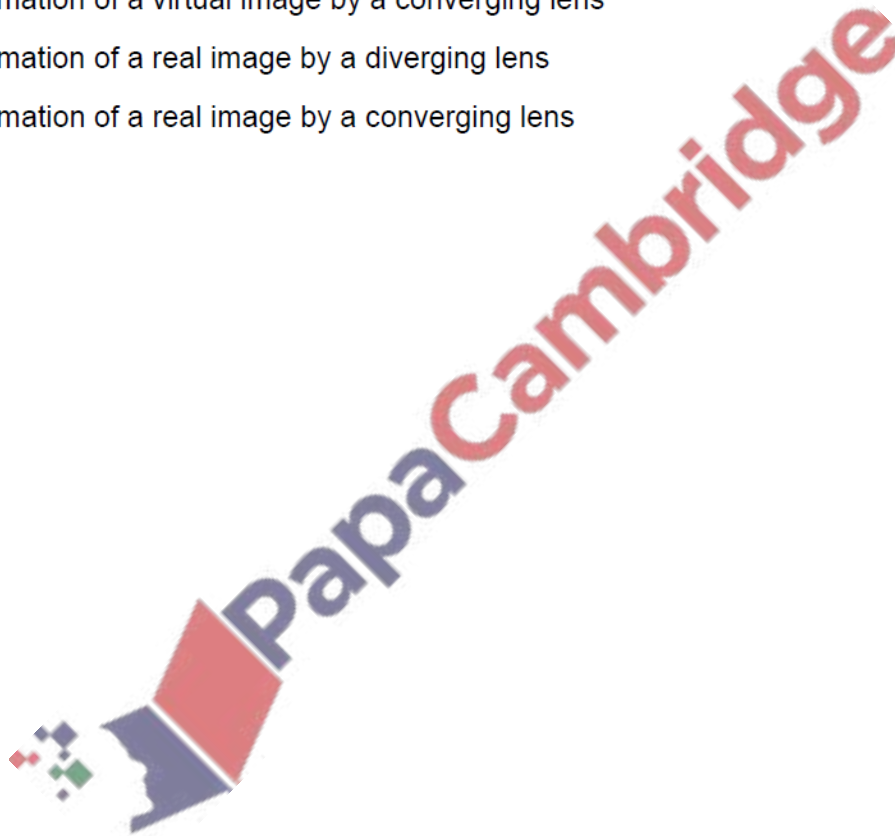 mation of a virtual image by a converging lens
mation of a real image by a diverging lens
mation of a real image by a converging lens
PapaCambridge